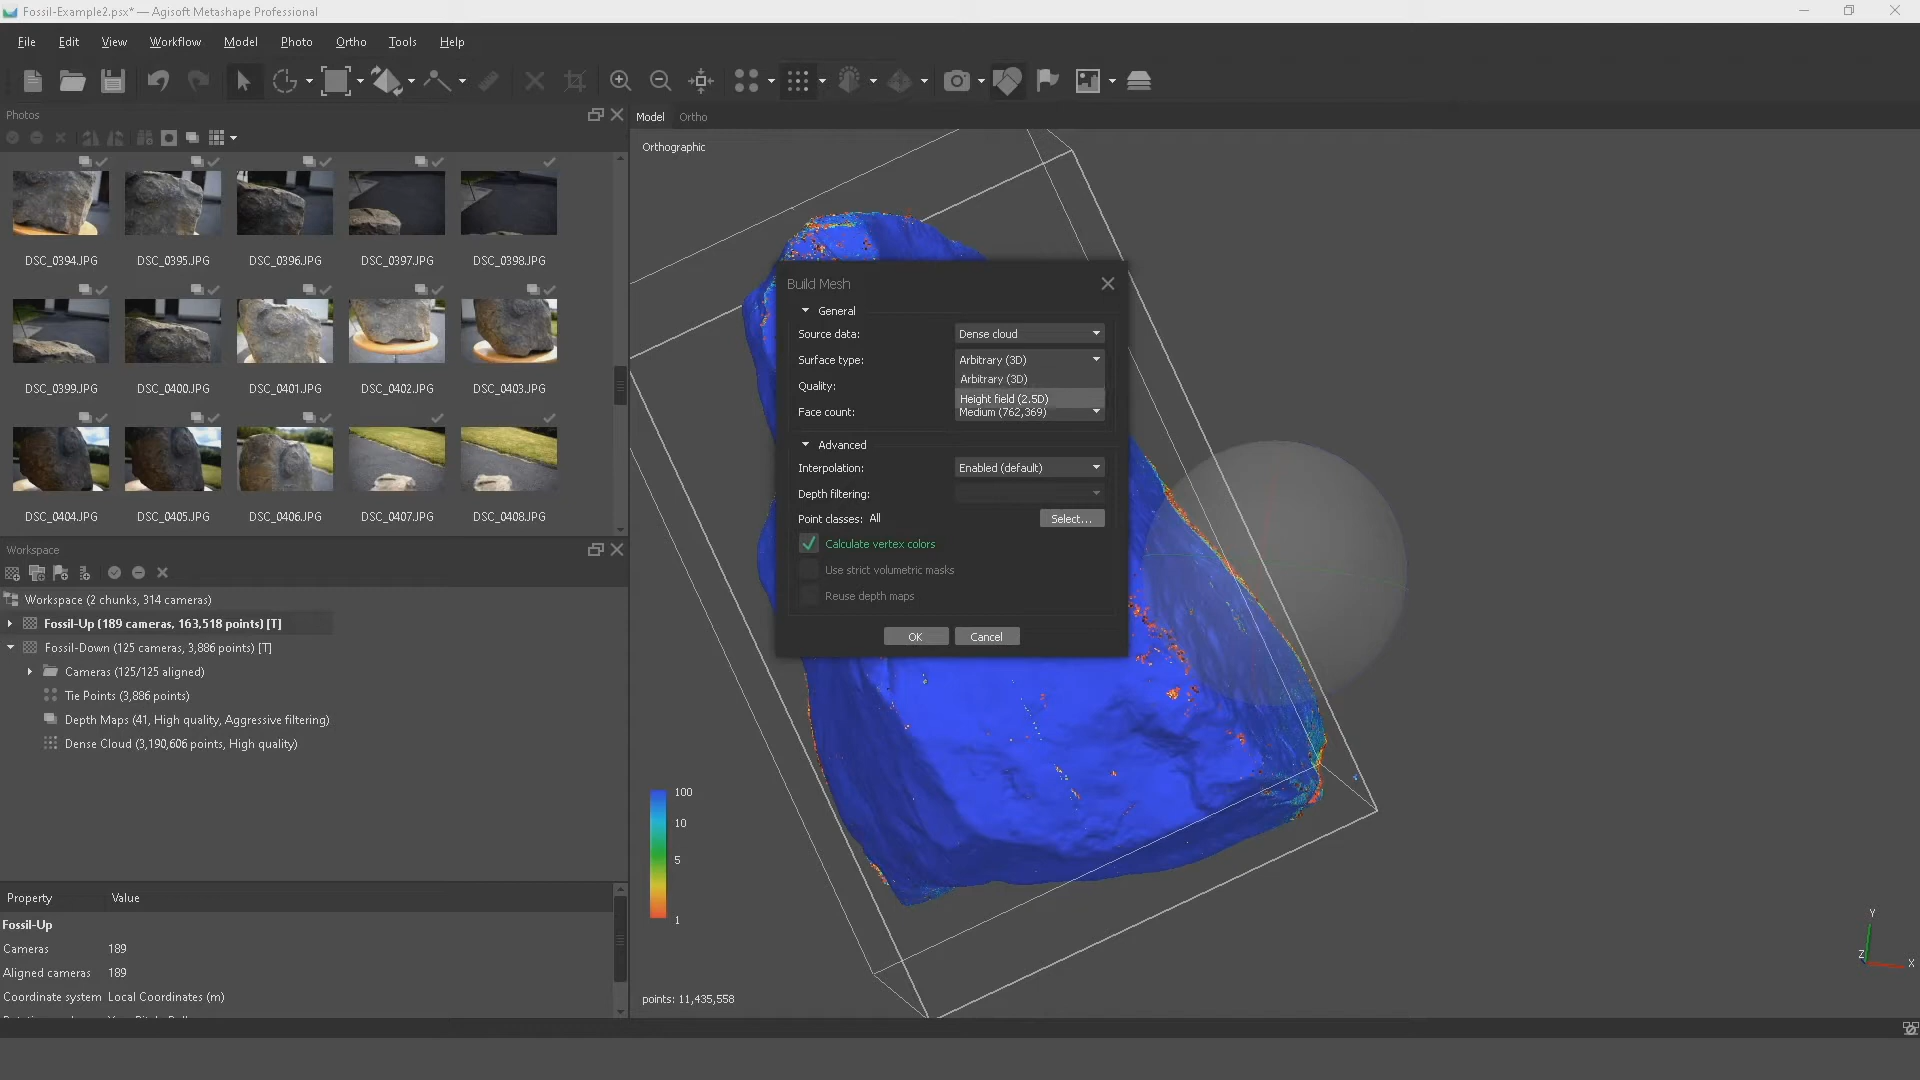 Fossil-Example2.psx* — Agisoft Metashape Professional
File Edit View Workflow Model Photo Ortho Tools Help
Photos
DSC_0394.JPG DSC_0395.JPG DSC_0396.JPG DSC_0397.JPG DSC_0398.JPG
DSC_0399.JPG DSC_0400.JPG DSC_0401.JPG DSC_0402.JPG DSC_0403.JPG
DSC_0404.JPG DSC_0405.JPG DSC_0406.JPG DSC_0407.JPG DSC_0408.JPG
Workspace
Workspace (2 chunks, 314 cameras)
Fossil-Up (189 cameras, 163,518 points) [T]
Fossil-Down (125 cameras, 3,886 points) [T]
Cameras (125/125 aligned)
Tie Points (3,886 points)
Depth Maps (41, High quality, Aggressive filtering)
Dense Cloud (3,190,606 points, High quality)
Property Value
Fossil-Up
Cameras 189
Aligned cameras 189
Coordinate system Local Coordinates (m)
Model Ortho
Orthographic
Build Mesh
General
Source data: Dense cloud
Surface type: Arbitrary (3D)
Arbitrary (3D)
Quality:
Height field (2.5D)
Face count: Medium (762,369)
Advanced
Interpolation: Enabled (default)
Depth filtering:
Point classes: All Select...
Calculate vertex colors
Use strict volumetric masks
Reuse depth maps
OK Cancel
100
10
5
1
points: 11,435,558
Y
Z
X